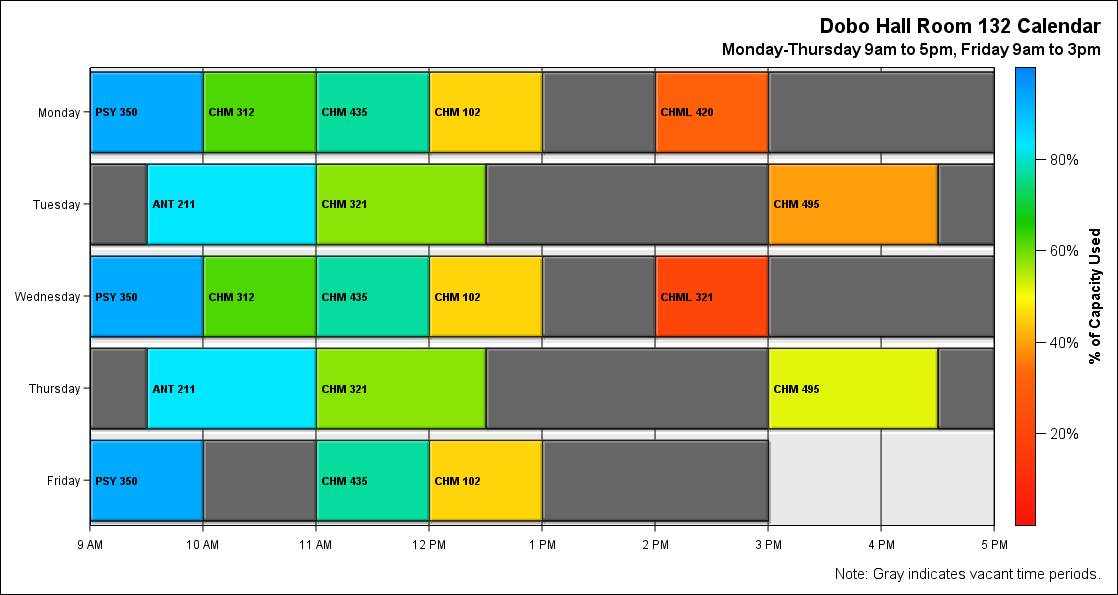 Dobo Hall Room 132 Calendar
Monday-Thursday 9am to 5pm, Friday 9am to 3pm
Monday
PSY 350
CHM 312
CHM 435
CHM 102
CHML 420
Tuesday
ANT 211
CHM 321
CHM 495
Wednesday
PSY 350
CHM 312
CHM 435
CHM 102
CHML 321
Thursday
ANT 211
CHM 321
CHM 495
Friday
PSY 350
CHM 435
CHM 102
9 AM
10 AM
11 AM
12 PM
1 PM
2 PM
3 PM
4 PM
5 PM
80%
60%
40%
20%
% of Capacity Used
Note: Gray indicates vacant time periods.